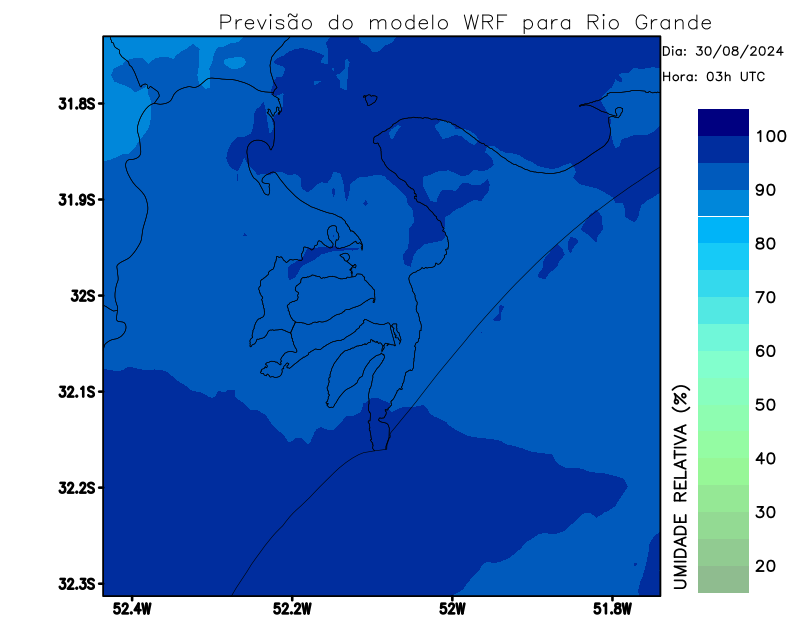 Previsão do modelo WRF para Rio Grande
Dia: 30/08/2024
Hora: 03h UTC
31.8S
31.9S
32S
32.1S
32.2S
32.3S
52.4W
52.2W
52W
51.8W
UMIDADE RELATIVA (%)
100
90
80
70
60
50
40
30
20